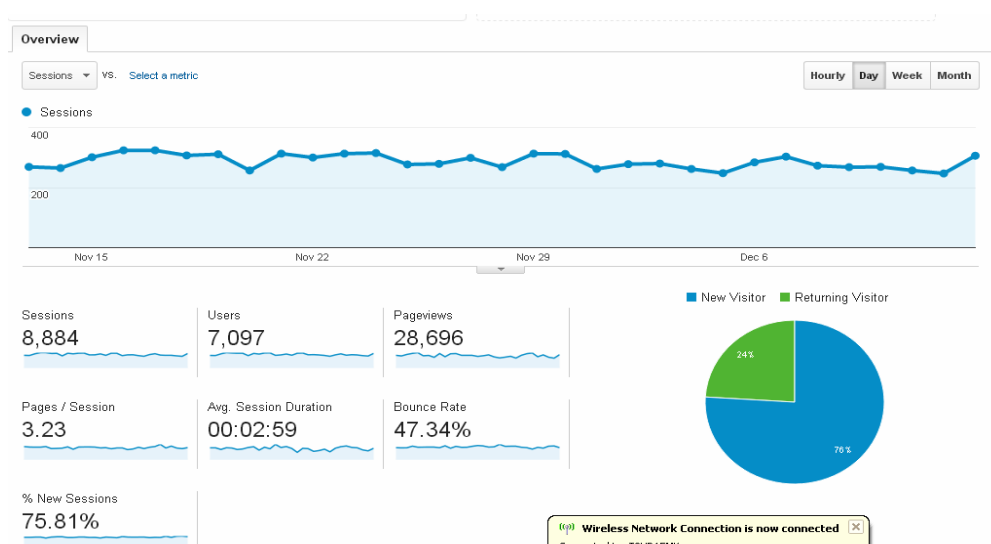 Overview
Sessions vs. Select a metric
Hourly Day Week Month
Sessions
400
200
Nov 15 Nov 22 Nov 29 Dec 6
New Visitor Returning Visitor
Sessions Users Pageviews
8,884 7,097 28,696
24%
Pages / Session Avg. Session Duration Bounce Rate
3.23 00:02:59 47.34%
76%
% New Sessions
75.81%
Wireless Network Connection is now connected